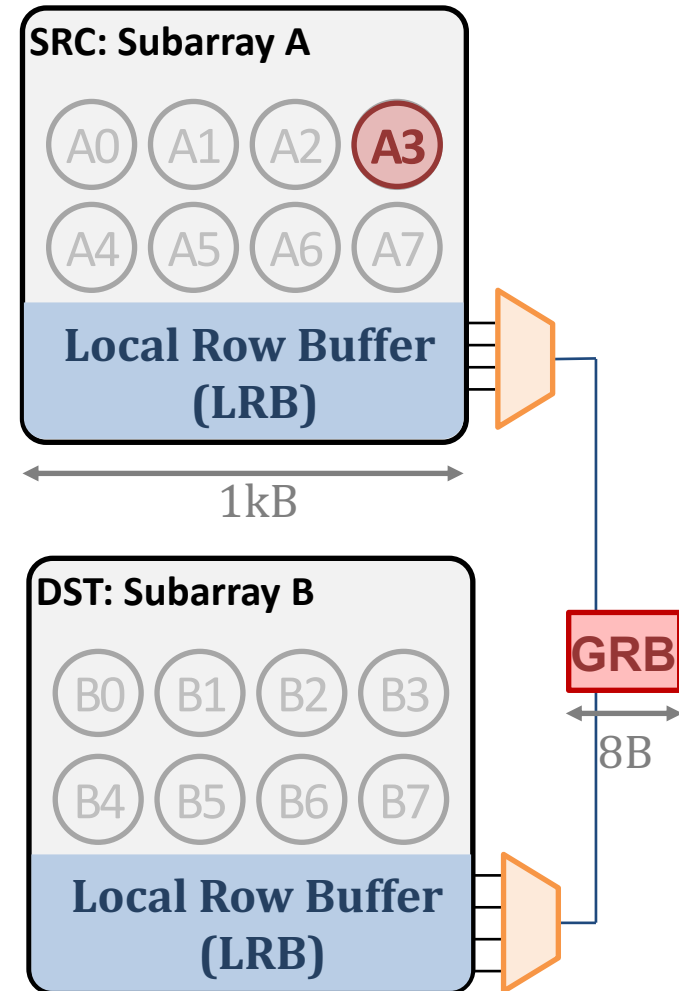 SRC: Subarray A
A0 A1 A2 A3
A4 A5 A6 A7
Local Row Buffer
(LRB)
1kB
DST: Subarray B
GRB
8B
B0 B1 B2 B3
B4 B5 B6 B7
Local Row Buffer
(LRB)